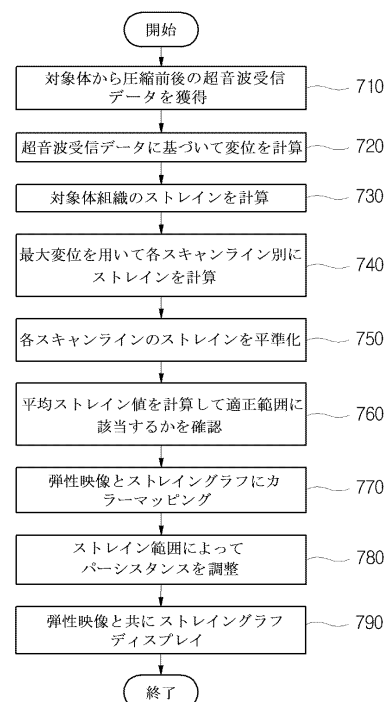 開始
対象体から圧縮前後の超音波受信
データを獲得
710
超音波受信データに基づいて変位を計算
720
対象体組織のストレインを計算
730
最大変位を用いて各スキャンライン別に
ストレインを計算
740
各スキャンラインのストレインを平準化
750
平均ストレイン値を計算して適正範囲に
該当するかを確認
760
弾性映像とストレイングラフにカ
ラーマッピング
770
ストレイン範囲によって
パーシスタンスを調整
780
弾性映像と共にストレイングラフ
ディスプレイ
790
終了